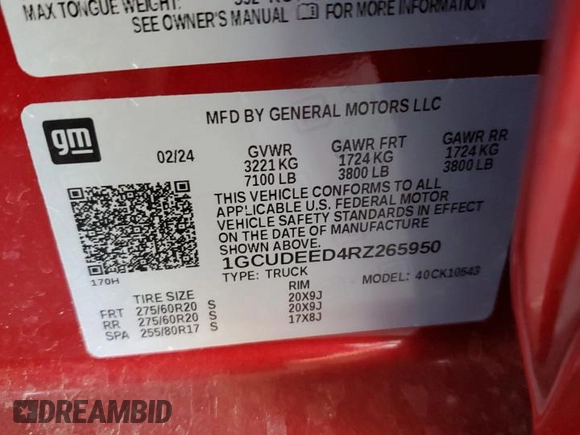 MAX TONGUE WEIGHT:
SEE OWNER'S MANUAL FOR MORE INFORMATION
gm
MFD BY GENERAL MOTORS LLC
02/24 GVWR GAWR FRT GAWR RR
3221 KG 1724 KG 1724 KG
7100 LB 3800 LB 3800 LB
THIS VEHICLE CONFORMS TO ALL
APPLICABLE U.S. FEDERAL MOTOR
VEHICLE SAFETY STANDARDS IN EFFECT
ON THE DATE OF MANUFACTURE
SHOWN ABOVE.
1GCUDEED4RZ265950
170H TYPE: TRUCK MODEL: 40CK10543
TIRE SIZE RIM
FRT 275/60R20 S 20X9J
RR 275/60R20 S 20X9J
SPA 255/80R17 S 17X8J
DREAMBID